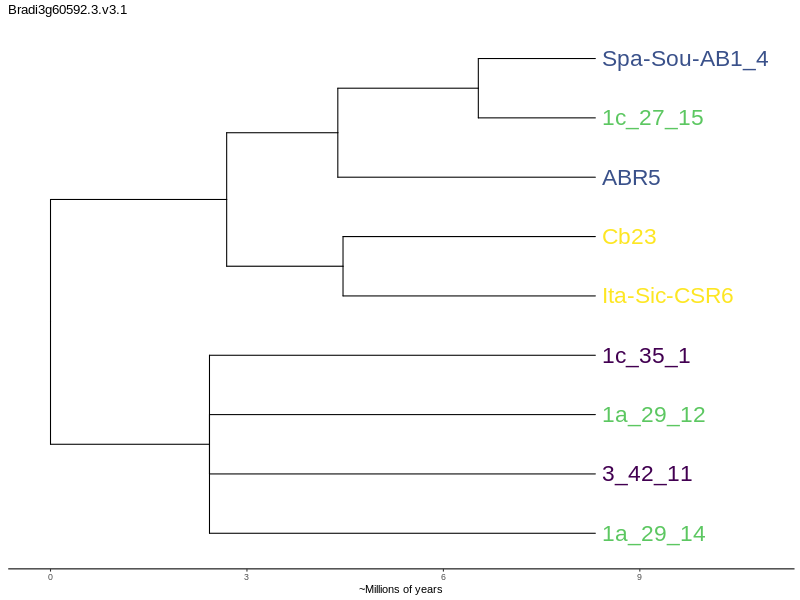 Bradi3g60592.3.v3.1
Spa-Sou-AB1_4
1c_27_15
ABR5
Cb23
Ita-Sic-CSR6
1c_35_1
1a_29_12
3_42_11
1a_29_14
0 3 6 9
~Millions of years